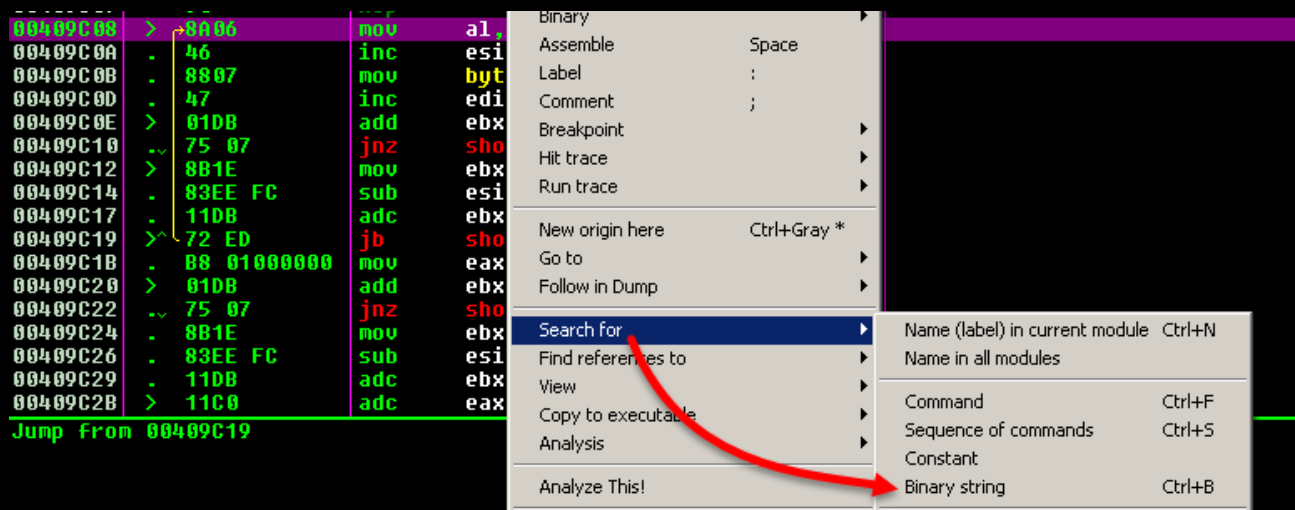 00409C08 > 8A06 mov al,
00409C0A . 46 inc esi
00409C0B . 8807 mov byt
00409C0D . 47 inc edi
00409C0E > 01DB add ebx
00409C10 . 75 07 jnz sho
00409C12 > 8B1E mov ebx
00409C14 . 83EE FC sub esi
00409C17 . 11DB adc ebx
00409C19 >^ 72 ED jb sho
00409C1B . B8 01000000 mov eax
00409C20 > 01DB add ebx
00409C22 . 75 07 jnz sho
00409C24 . 8B1E mov ebx
00409C26 . 83EE FC sub esi
00409C29 . 11DB adc ebx
00409C2B > 11C0 adc eax
Jump from 00409C19
Binary
Assemble Space
Label :
Comment ;
Breakpoint
Hit trace
Run trace
New origin here Ctrl+Gray *
Go to
Follow in Dump
Search for
Find references to
View
Copy to executable
Analysis
Analyze This!
Name (label) in current module Ctrl+N
Name in all modules
Command Ctrl+F
Sequence of commands Ctrl+S
Constant
Binary string Ctrl+B